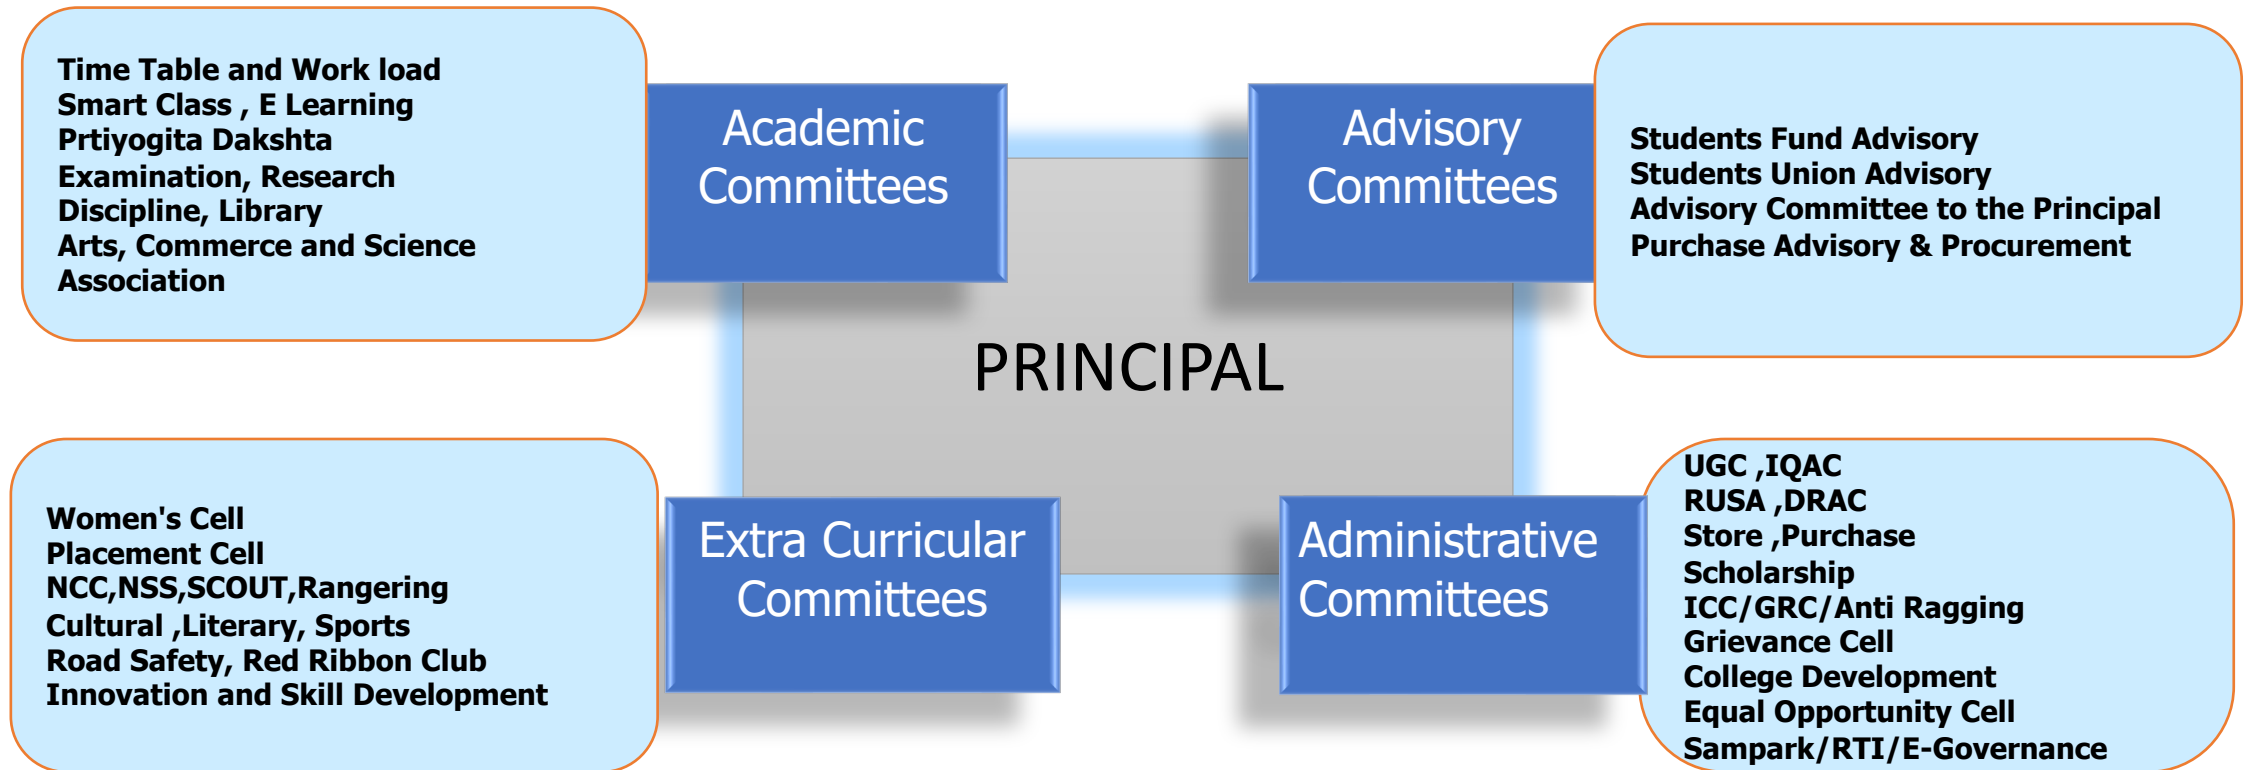 Time Table and Work load
Smart Class , E Learning
Prtiyogita Dakshta
Examination, Research
Discipline, Library
Arts, Commerce and Science
Association
Academic
Committees
Advisory
Committees
Students Fund Advisory
Students Union Advisory
Advisory Committee to the Principal
Purchase Advisory & Procurement
PRINCIPAL
Women's Cell
Placement Cell
NCC,NSS,SCOUT,Rangering
Cultural ,Literary, Sports
Road Safety, Red Ribbon Club
Innovation and Skill Development
Extra Curricular
Committees
Administrative
Committees
UGC ,IQAC
RUSA ,DRAC
Store ,Purchase
Scholarship
ICC/GRC/Anti Ragging
Grievance Cell
College Development
Equal Opportunity Cell
Sampark/RTI/E-Governance